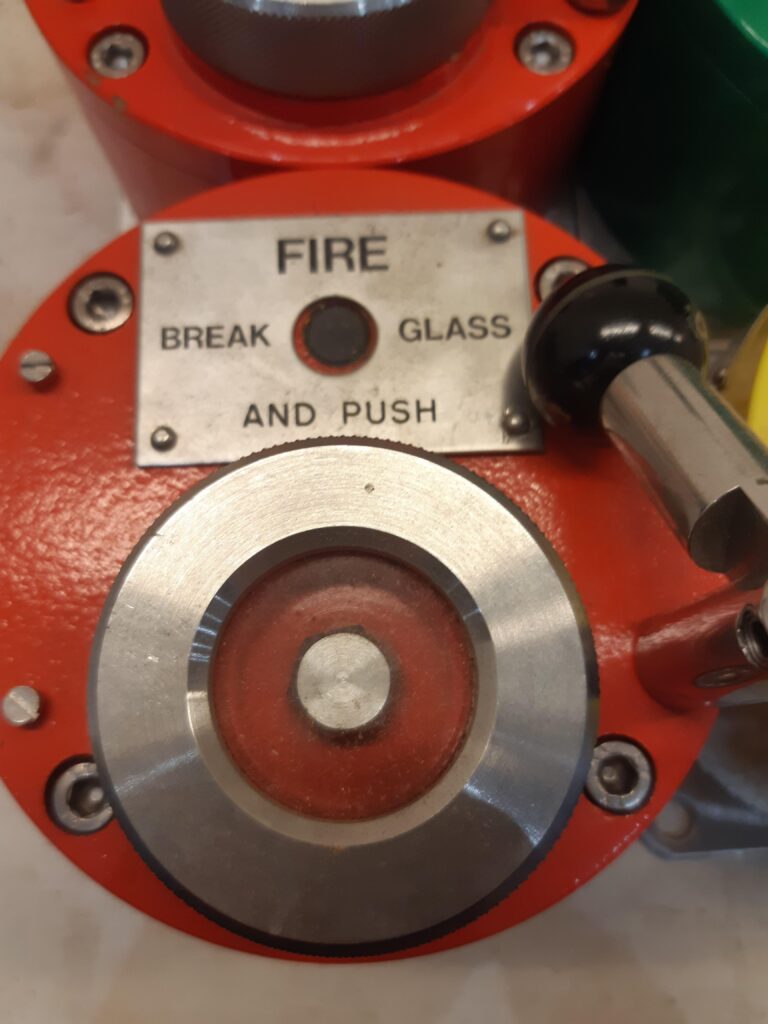 FIRE
BREAK GLASS
AND PUSH